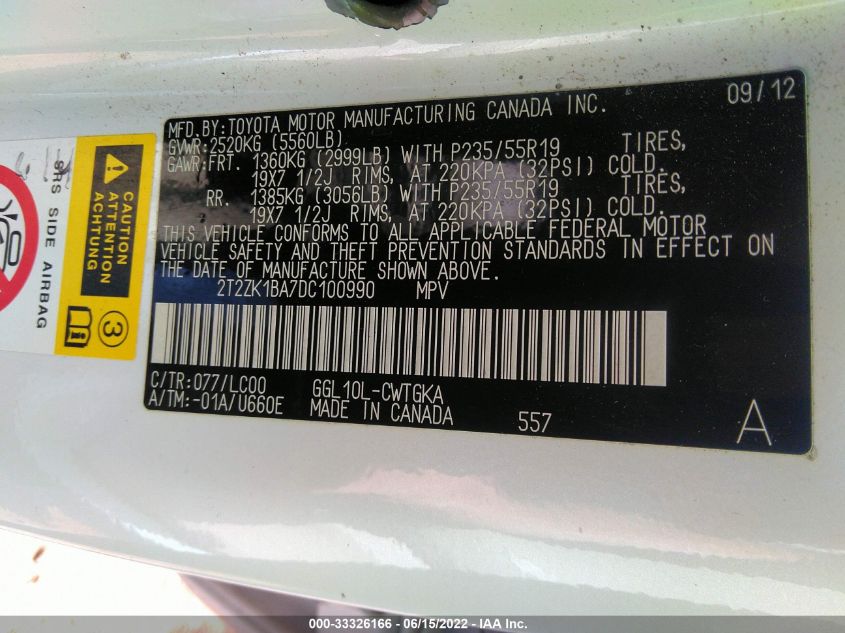 09/12
MFD.BY:TOYOTA MOTOR MANUFACTURING CANADA INC.
GVWR:2520KG (5560LB)
GAWR:FRT. 1360KG (2999LB) WITH P235/55R19 TIRES,
19X7 1/2J RIMS, AT 220KPA (32PSI) COLD.
RR. 1385KG (3056LB) WITH P235/55R19 TIRES,
19X7 1/2J RIMS, AT 220KPA (32PSI) COLD.
THIS VEHICLE CONFORMS TO ALL APPLICABLE FEDERAL MOTOR
VEHICLE SAFETY AND THEFT PREVENTION STANDARDS IN EFFECT ON
THE DATE OF MANUFACTURE SHOWN ABOVE.
2T2ZK1BA7DC100990 MPV
C/TR:077/LC00 GGL10L-CWTGKA
A/TM:-01A/U660E MADE IN CANADA 557 A
SRS SIDE AIRBAG
CAUTION
ATTENTION
ACHTUNG
3
000-33326166 - 06/15/2022 - IAA Inc.